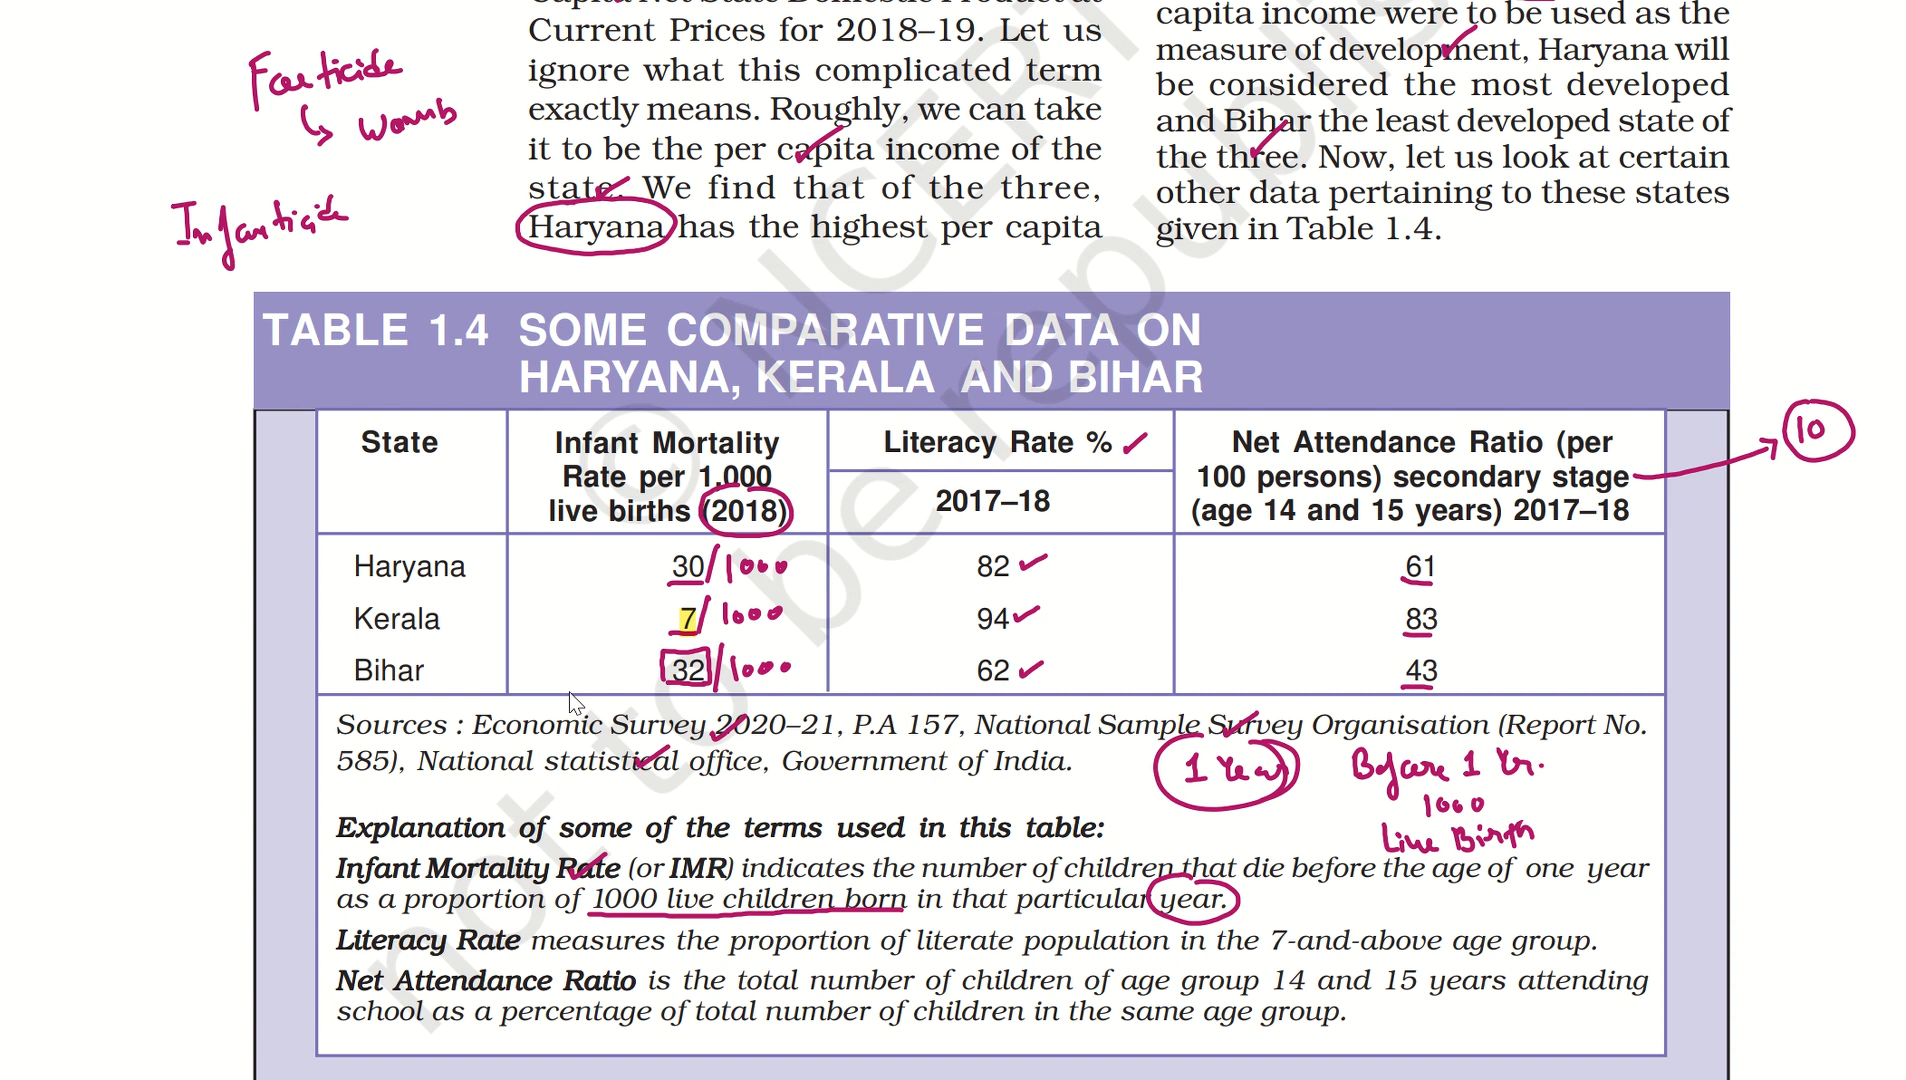 Capita Net State Domestic Product at
Current Prices for 2018–19. Let us
ignore what this complicated term
exactly means. Roughly, we can take
it to be the per capita income of the
state. We find that of the three,
Haryana has the highest per capita
capita income were to be used as the
measure of development, Haryana will
be considered the most developed
and Bihar the least developed state of
the three. Now, let us look at certain
other data pertaining to these states
given in Table 1.4.
Foeticide
↳ womb
Infanticide
TABLE 1.4 SOME COMPARATIVE DATA ON
HARYANA, KERALA AND BIHAR
State
Infant Mortality
Rate per 1,000
live births (2018)
Literacy Rate %
2017–18
Net Attendance Ratio (per
100 persons) secondary stage
(age 14 and 15 years) 2017–18
10
Haryana 30/1000 82 61
Kerala 7/1000 94 83
Bihar 32/1000 62 43
Sources : Economic Survey 2020–21, P.A 157, National Sample Survey Organisation (Report No.
585), National statistical office, Government of India.
1 Year
Before 1 Yr.
1000
Live Birth
Explanation of some of the terms used in this table:
Infant Mortality Rate (or IMR) indicates the number of children that die before the age of one year
as a proportion of 1000 live children born in that particular year.
Literacy Rate measures the proportion of literate population in the 7-and-above age group.
Net Attendance Ratio is the total number of children of age group 14 and 15 years attending
school as a percentage of total number of children in the same age group.
© NCERT
not to be republis